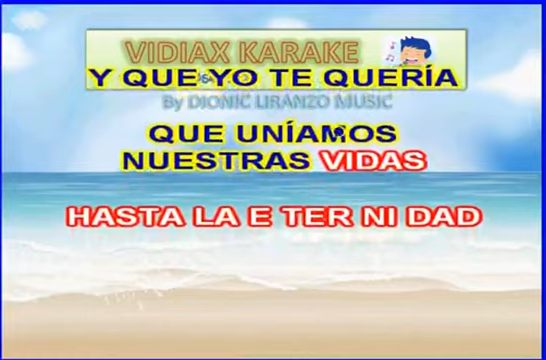 VIDIAX KARAKE
Y QUE YO TE QUERÍA
By DIONIC LIRANZO MUSIC
QUE UNÍAMOS
NUESTRAS VIDAS
HASTA LA E TER NI DAD